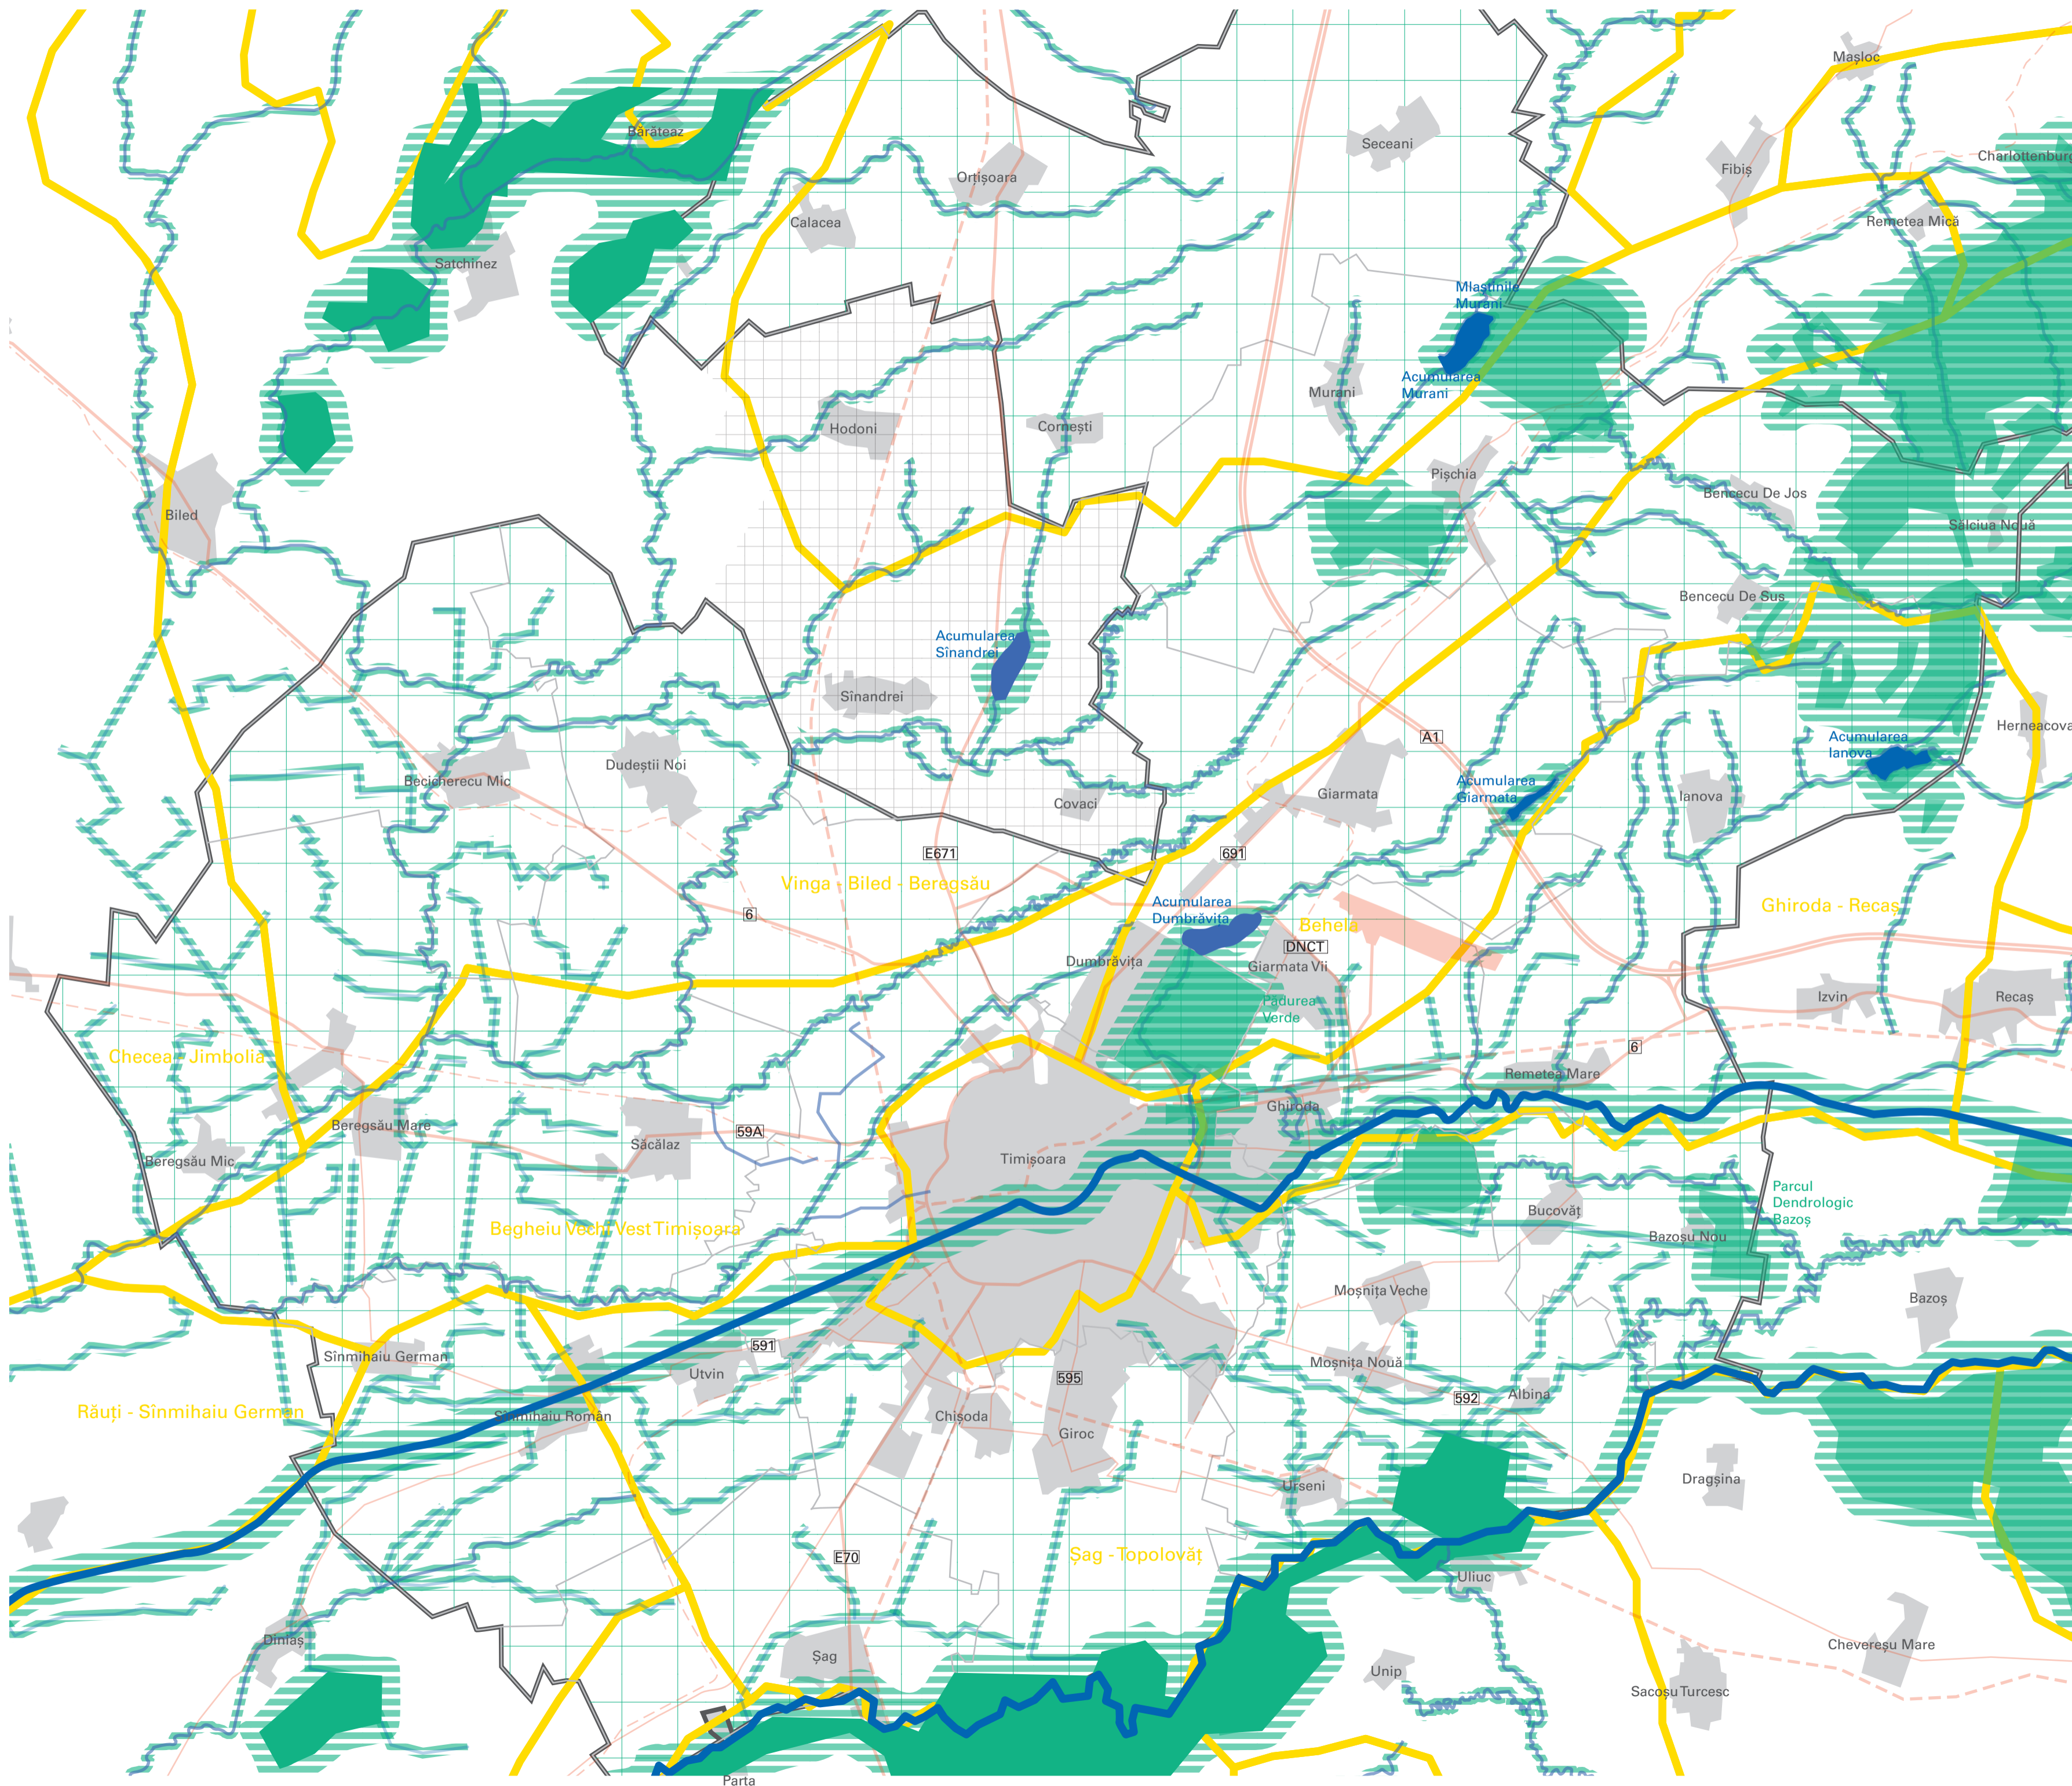 Mașloc
Bărăteaz
Seceani
Charlottenburg
Fibiș
Orțișoara
Calacea
Remetea Mică
Satchinez
Mlaștinile
Murani
Acumularea
Murani
Murani
Hodoni
Cornești
Pișchia
Bencecu De Jos
Biled
Sălciua Nouă
Bencecu De Sus
Acumularea
Sînandrei
Sînandrei
Herneacova
A1
Acumularea
Ianova
Dudeștii Noi
Becicherecu Mic
Acumularea
Giarmata
Giarmata
Ianova
Covaci
E671
691
Vinga - Biled - Beregsău
6
Acumularea
Dumbrăvița
Behela
Ghiroda - Recaș
DNCT
Dumbrăvița
Giarmata Vii
Pădurea
Verde
Izvin
Recaș
Checea - Jimbolia
6
Remetea Mare
Ghiroda
Beregsău Mare
59A
Săcălaz
Timișoara
Beregsău Mic
Parcul
Dendrologic
Bazoș
Bucovăț
Begheiu Vechi Vest Timișoara
Bazoșu Nou
Moșnița Veche
Bazoș
591
Sînmihaiu German
Utvin
Moșnița Nouă
595
592
Albina
Răuți - Sînmihaiu German
Sînmihaiu Român
Chișoda
Giroc
Dragșina
Urseni
E70
Șag -Topolovăț
Uliuc
Diniaș
Șag
Chevereșu Mare
Unip
Sacoșu Turcesc
Parta